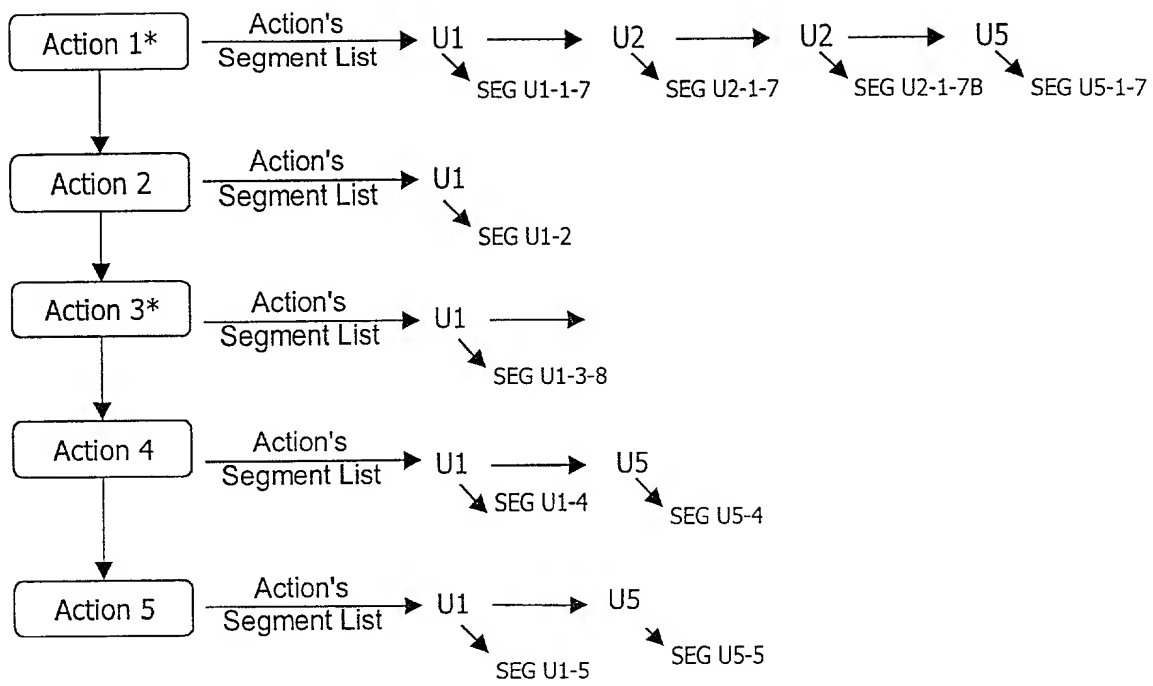 Action 1*
Action's
Segment List
U1
U2
U2
U5
SEG U1-1-7
SEG U2-1-7
SEG U2-1-7B
SEG U5-1-7
Action 2
Action's
Segment List
U1
SEG U1-2
Action 3*
Action's
Segment List
U1
SEG U1-3-8
Action 4
Action's
Segment List
U1
U5
SEG U1-4
SEG U5-4
Action 5
Action's
Segment List
U1
U5
SEG U1-5
SEG U5-5